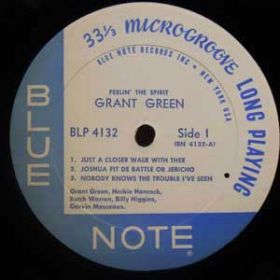 33⅓ MICROGROOVE LONG PLAYING
BLUE NOTE RECORDS INC • NEW YORK USA
FEELIN' THE SPIRIT
GRANT GREEN
BLP 4132 Side 1
(BN 4132-A)
1. JUST A CLOSER WALK WITH THEE
2. JOSHUA FIT DE BATTLE OB JERICHO
3. NOBODY KNOWS THE TROUBLE I'VE SEEN
Grant Green, Herbie Hancock,
Butch Warren, Billy Higgins,
Garvin Masseaux.
BLUE
NOTE ®